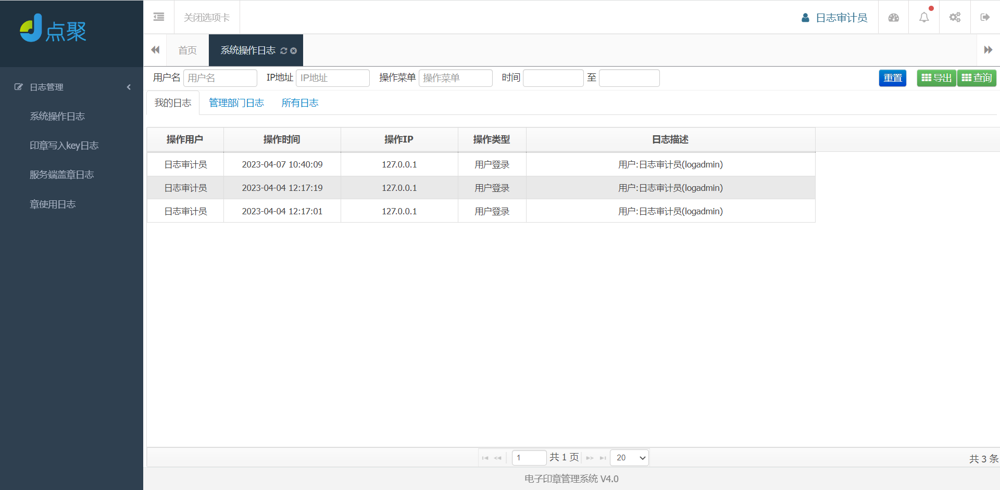 点聚
关闭选项卡
日志审计员
首页
系统操作日志
日志管理
系统操作日志
印章写入key日志
服务端盖章日志
章使用日志
用户名 用户名 IP地址 IP地址 操作菜单 操作菜单 时间 至 重置 导出 查询
我的日志 管理部门日志 所有日志
操作用户 操作时间 操作IP 操作类型 日志描述
日志审计员 2023-04-07 10:40:09 127.0.0.1 用户登录 用户:日志审计员(logadmin)
日志审计员 2023-04-04 12:17:19 127.0.0.1 用户登录 用户:日志审计员(logadmin)
日志审计员 2023-04-04 12:17:01 127.0.0.1 用户登录 用户:日志审计员(logadmin)
1 共 1 页 20 共 3 条
电子印章管理系统 V4.0